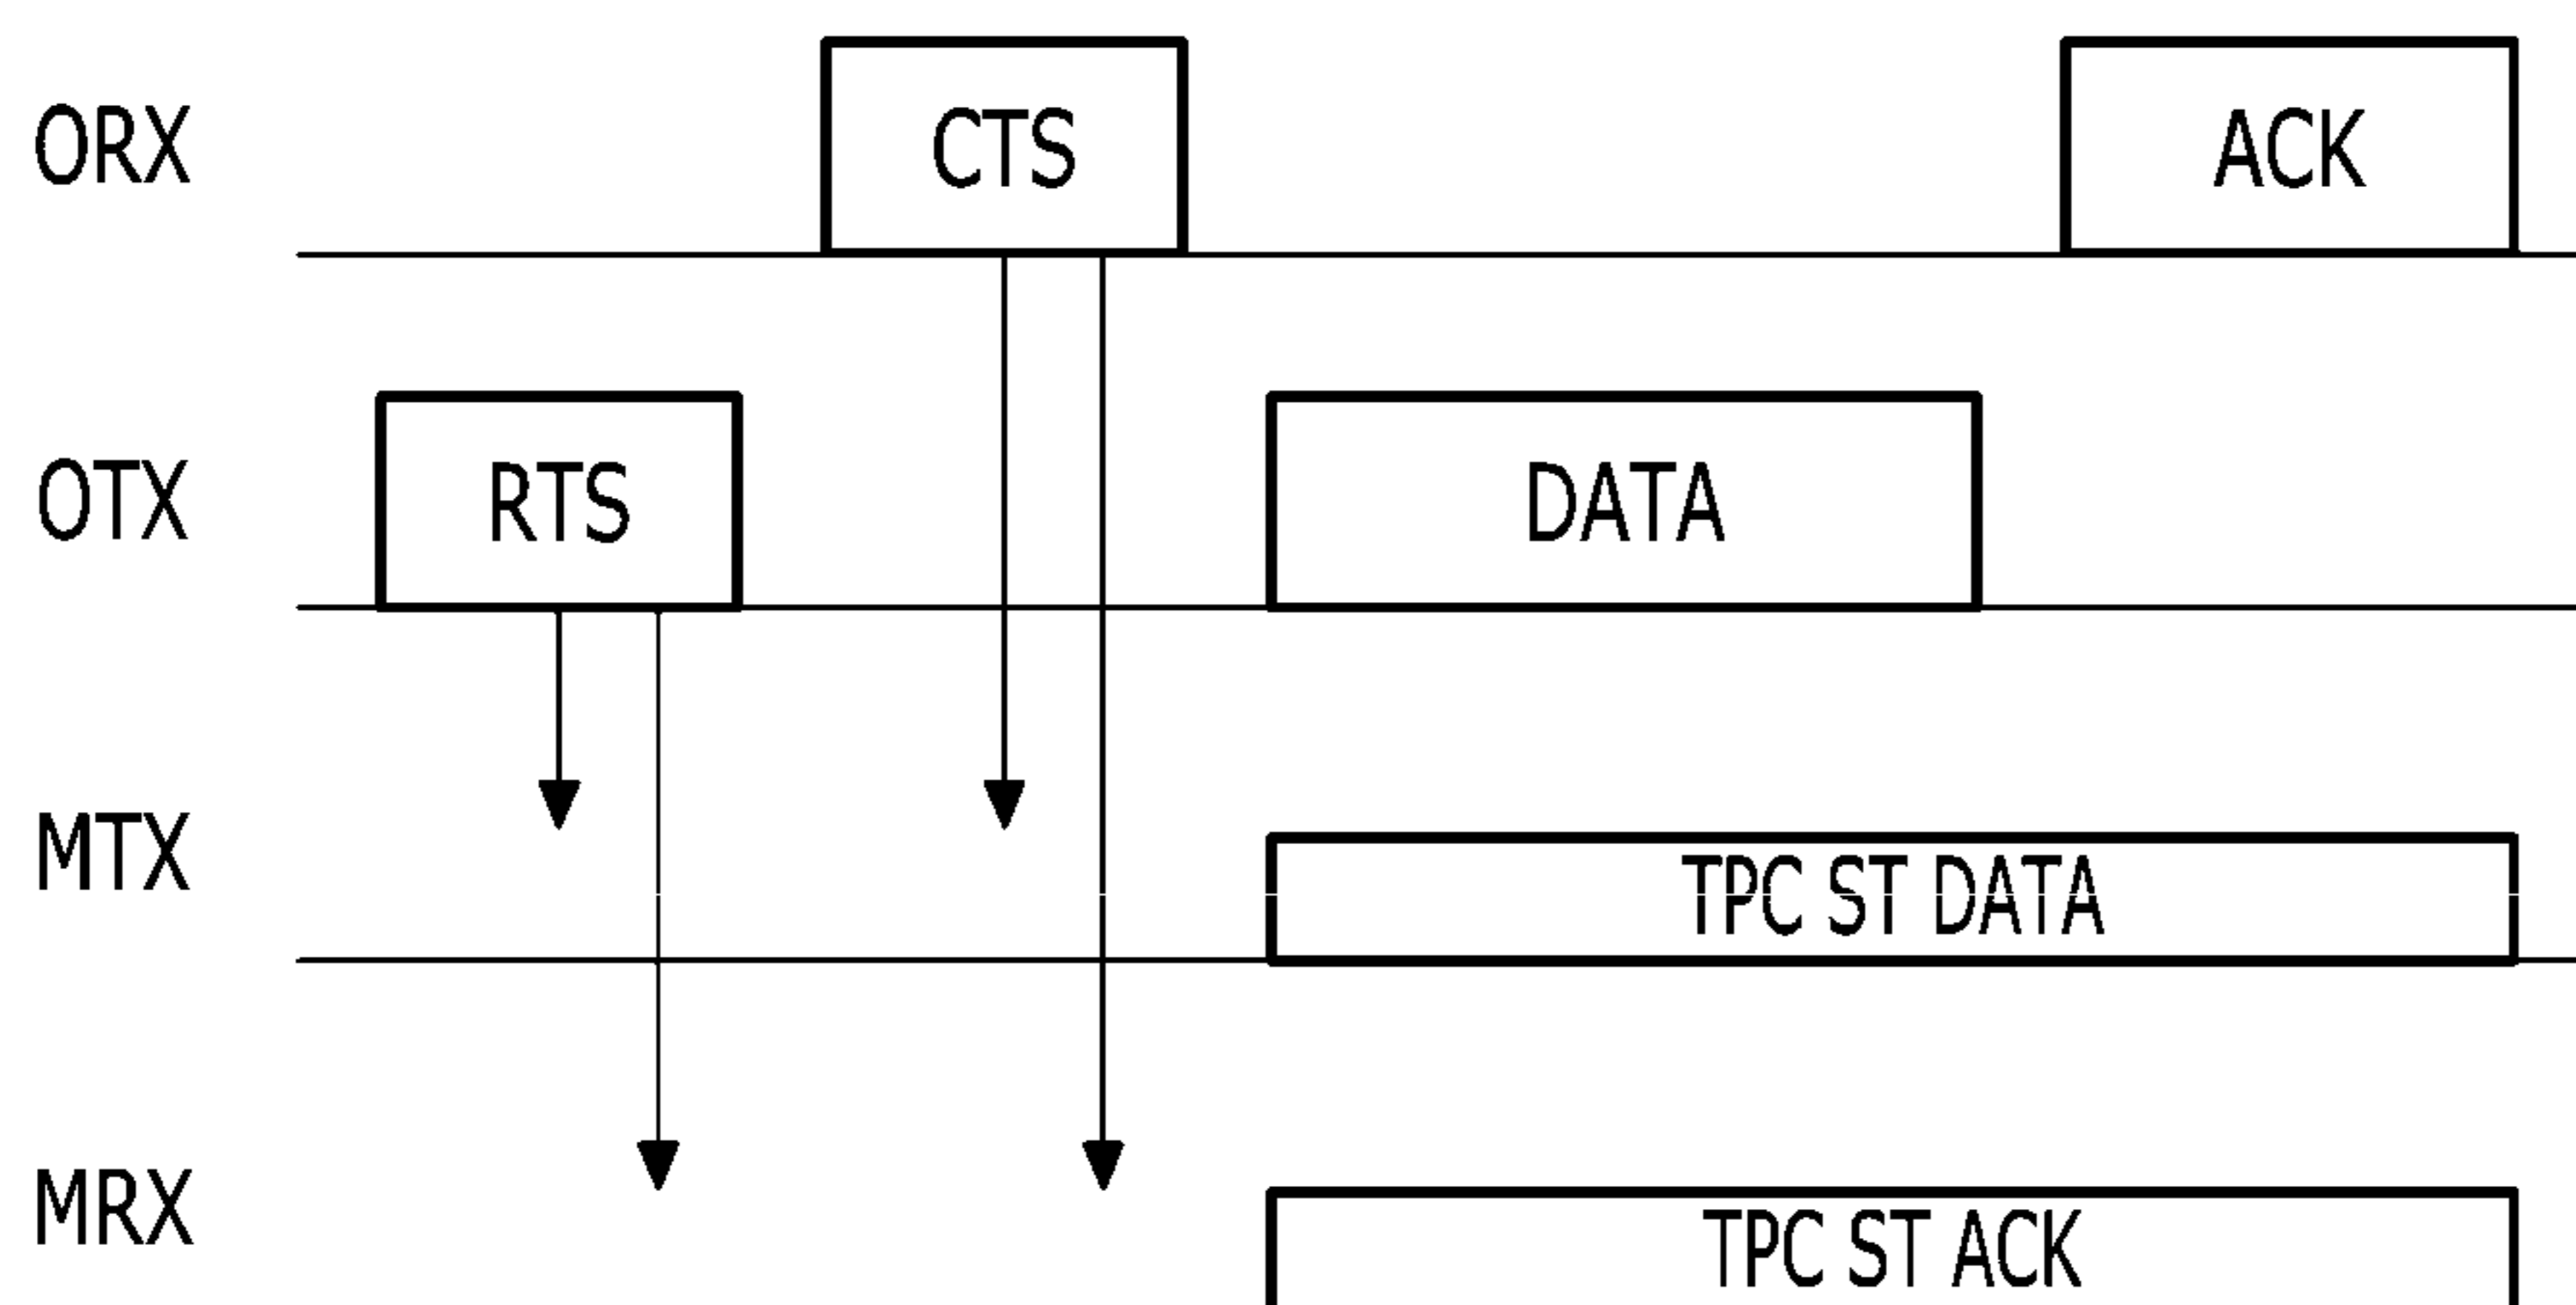 ORX CTS ACK
OTX RTS DATA
MTX TPC ST DATA
MRX TPC ST ACK